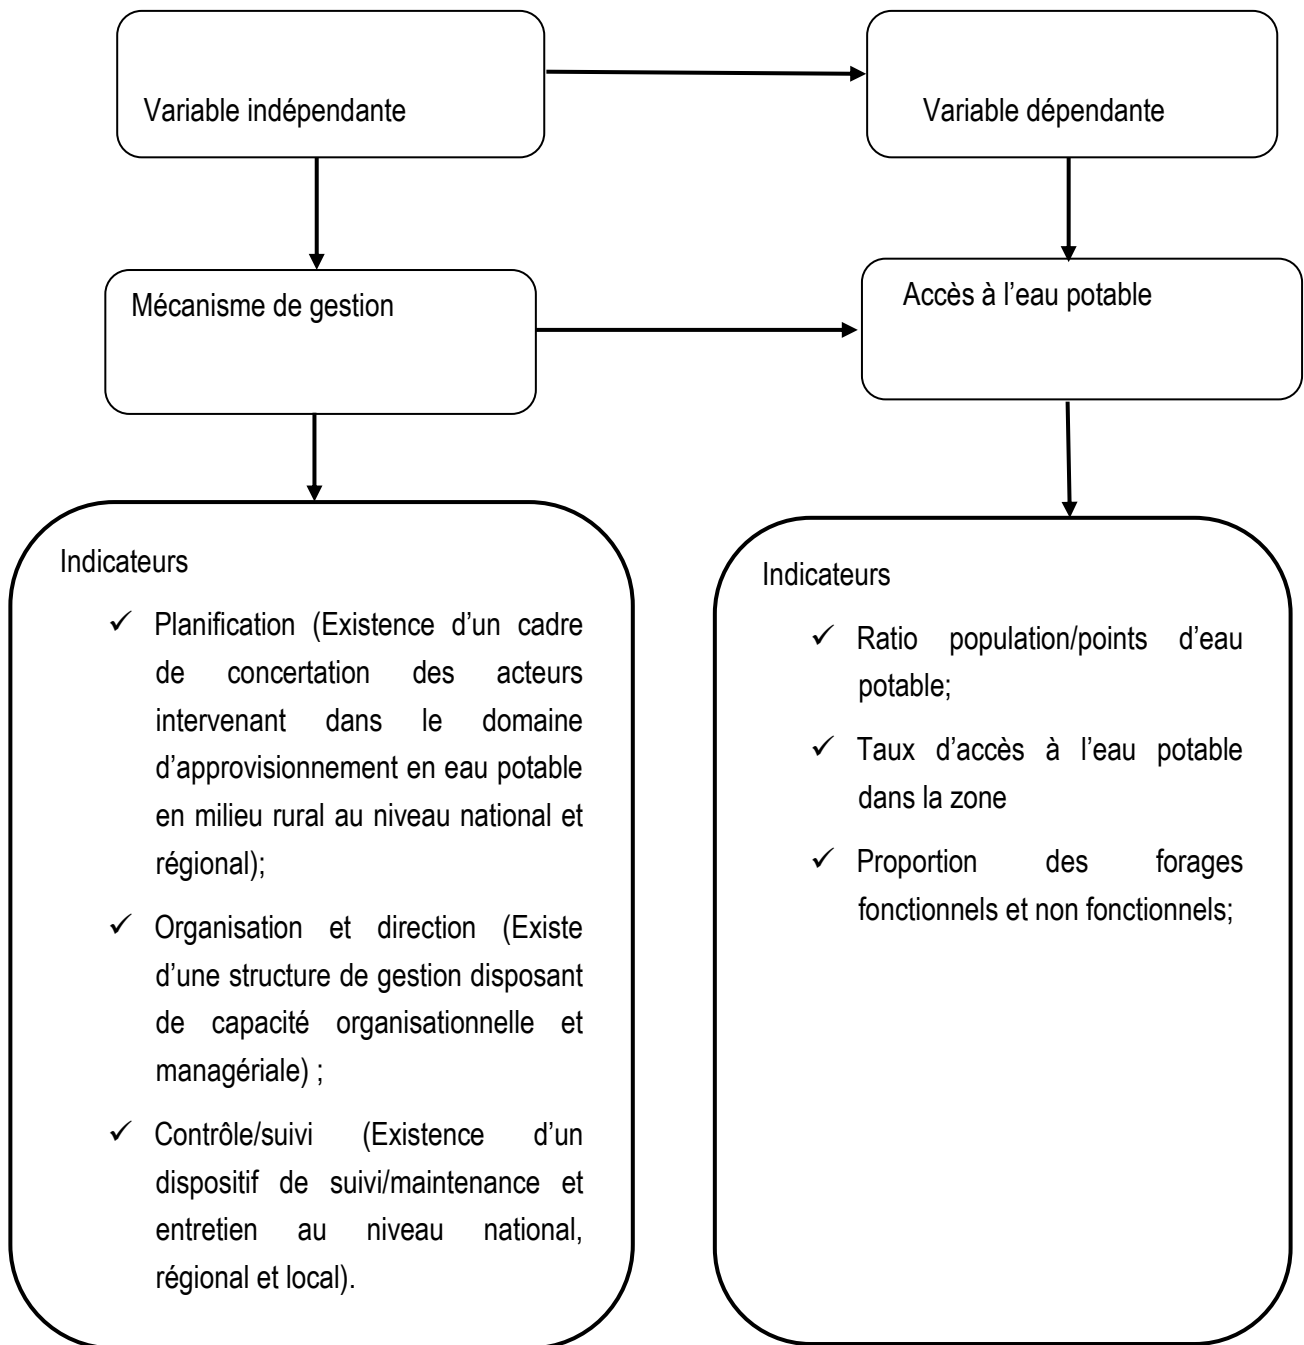 Variable indépendante
Variable dépendante
Mécanisme de gestion
Accès à l’eau potable
Indicateurs
✓ Planification (Existence d’un cadre
de concertation des acteurs
intervenant dans le domaine
d’approvisionnement en eau potable
en milieu rural au niveau national et
régional);
✓ Organisation et direction (Existe
d’une structure de gestion disposant
de capacité organisationnelle et
managériale) ;
✓ Contrôle/suivi (Existence d’un
dispositif de suivi/maintenance et
entretien au niveau national,
régional et local).
Indicateurs
✓ Ratio population/points d’eau
potable;
✓ Taux d’accès à l’eau potable
dans la zone
✓ Proportion des forages
fonctionnels et non fonctionnels;